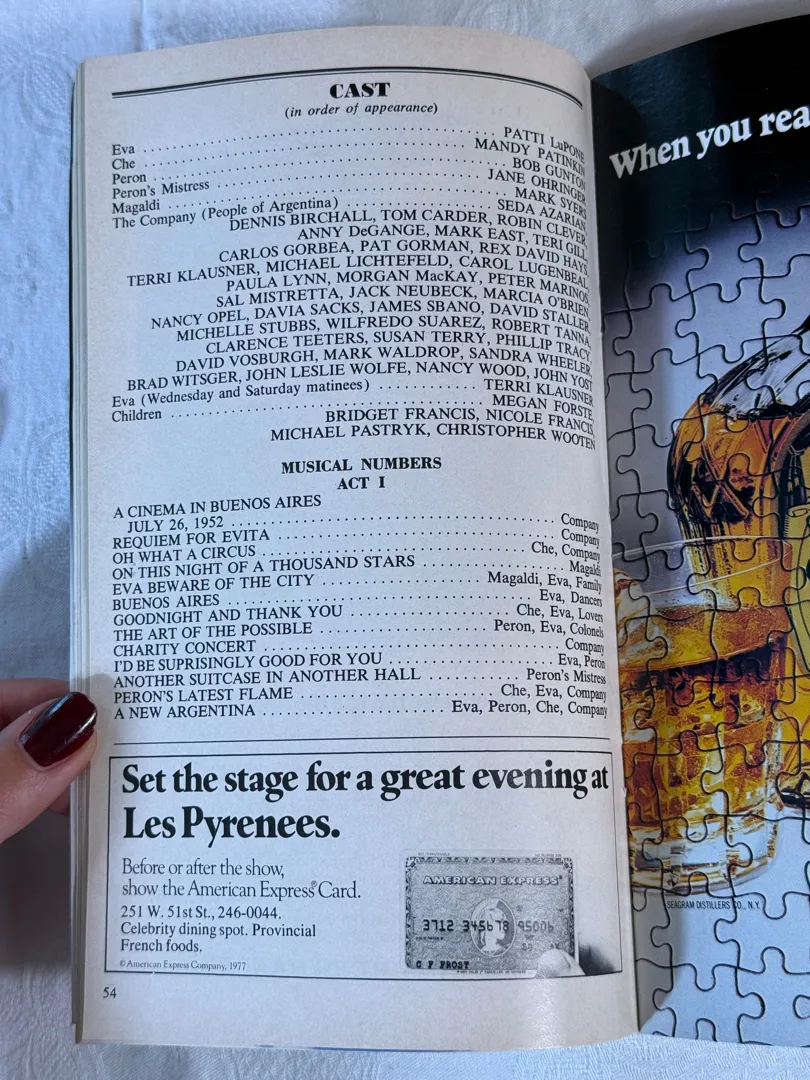 CAST
(in order of appearance)
Eva ........ PATTI LuPONE
Che ........ MANDY PATINKIN
Peron ........ BOB GUNTON
Peron's Mistress ........ JANE OHRINGER
Magaldi ........ MARK SYERS
The Company (People of Argentina) ........ SEDA AZARIAN,
DENNIS BIRCHALL, TOM CARDER, ROBIN CLEVER,
ANNY DeGANGE, MARK EAST, TERI GILL,
CARLOS GORBEA, PAT GORMAN, REX DAVID HAYS,
TERRI KLAUSNER, MICHAEL LICHTEFELD, CAROL LUGENBEAL,
PAULA LYNN, MORGAN MacKAY, PETER MARINOS,
SAL MISTRETTA, JACK NEUBECK, MARCIA O'BRIEN,
NANCY OPEL, DAVIA SACKS, JAMES SBANO, DAVID STALLER,
MICHELLE STUBBS, WILFREDO SUAREZ, ROBERT TANNA,
CLARENCE TEETERS, SUSAN TERRY, PHILLIP TRACY,
DAVID VOSBURGH, MARK WALDROP, SANDRA WHEELER,
BRAD WITSGER, JOHN LESLIE WOLFE, NANCY WOOD, JOHN YOST
Eva (Wednesday and Saturday matinees) ........ TERRI KLAUSNER
Children ........ MEGAN FORSTE,
BRIDGET FRANCIS, NICOLE FRANCIS,
MICHAEL PASTRYK, CHRISTOPHER WOOTEN
MUSICAL NUMBERS
ACT I
A CINEMA IN BUENOS AIRES
JULY 26, 1952 ........ Company
REQUIEM FOR EVITA ........ Company
OH WHAT A CIRCUS ........ Che, Company
ON THIS NIGHT OF A THOUSAND STARS ........ Magaldi
EVA BEWARE OF THE CITY ........ Magaldi, Eva, Family
BUENOS AIRES ........ Eva, Dancers
GOODNIGHT AND THANK YOU ........ Che, Eva, Lovers
THE ART OF THE POSSIBLE ........ Peron, Eva, Colonels
CHARITY CONCERT ........ Company
I'D BE SUPRISINGLY GOOD FOR YOU ........ Eva, Peron
ANOTHER SUITCASE IN ANOTHER HALL ........ Peron's Mistress
PERON'S LATEST FLAME ........ Che, Eva, Company
A NEW ARGENTINA ........ Eva, Peron, Che, Company
Set the stage for a great evening at
Les Pyrenees.
Before or after the show,
show the American Express® Card.
251 W. 51st St., 246-0044.
Celebrity dining spot. Provincial
French foods.
© American Express Company, 1977
AMERICAN EXPRESS®
3712 345678 95006
C F FROST
54
When you rea
SEAGRAM DISTILLERS CO., N.Y.